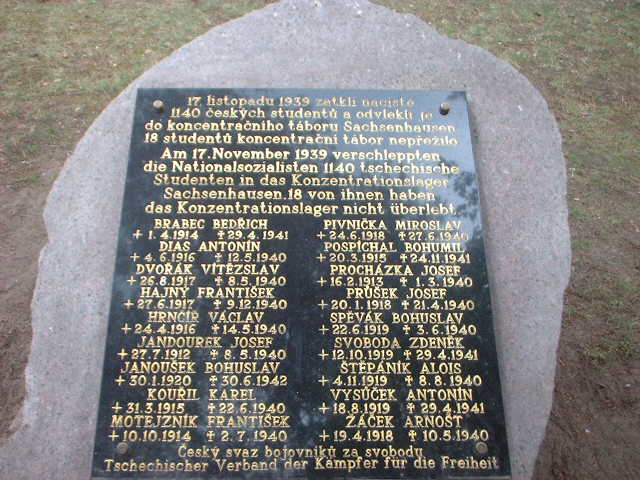 17. listopadu 1939 zatkli nacisté
1140 českých studentů a odvlekli je
do koncentračního táboru Sachsenhausen
18 studentů koncentrační tábor nepřežilo
Am 17. November 1939 verschleppten
die Nationalsozialisten 1140 tschechische
Studenten in das Konzentrationslager
Sachsenhausen. 18 von ihnen haben
das Konzentrationslager nicht überlebt.
BRABEC BEDŘICH
+ 1.4.1914 ✝ 29.4.1941
DIAS ANTONÍN
+ 4.6.1916 ✝ 12.5.1940
DVOŘÁK VÍTĚZSLAV
+ 26.8.1917 ✝ 8.5.1940
HAJNÝ FRANTIŠEK
+ 27.6.1917 ✝ 9.12.1940
HRNČÍŘ VÁCLAV
+ 24.4.1916 ✝ 14.5.1940
JANDOUREK JOSEF
+ 27.7.1912 ✝ 8.5.1940
JANOUŠEK BOHUSLAV
+ 30.1.1920 ✝ 30.6.1942
KOUŘIL KAREL
+ 31.3.1915 ✝ 22.6.1940
MOTEJZNÍK FRANTIŠEK
+ 10.10.1914 ✝ 2.7.1940
PIVNIČKA MIROSLAV
+ 24.6.1918 ✝ 27.6.1940
POSPÍCHAL BOHUMIL
+ 20.3.1915 ✝ 24.11.1941
PROCHÁZKA JOSEF
+ 16.2.1913 ✝ 1.3.1940
PRŮŠEK JOSEF
+ 20.1.1918 ✝ 21.4.1940
SPĚVÁK BOHUSLAV
+ 22.6.1919 ✝ 3.6.1940
SVOBODA ZDENĚK
+ 12.10.1919 ✝ 29.4.1941
ŠTĚPÁNÍK ALOIS
+ 4.11.1919 ✝ 8.8.1940
VYSÚČEK ANTONÍN
+ 18.8.1919 ✝ 29.4.1941
ŽÁČEK ARNOŠT
+ 19.4.1918 ✝ 10.5.1940
Český svaz bojovníků za svobodu
Tschechischer Verband der Kämpfer für die Freiheit